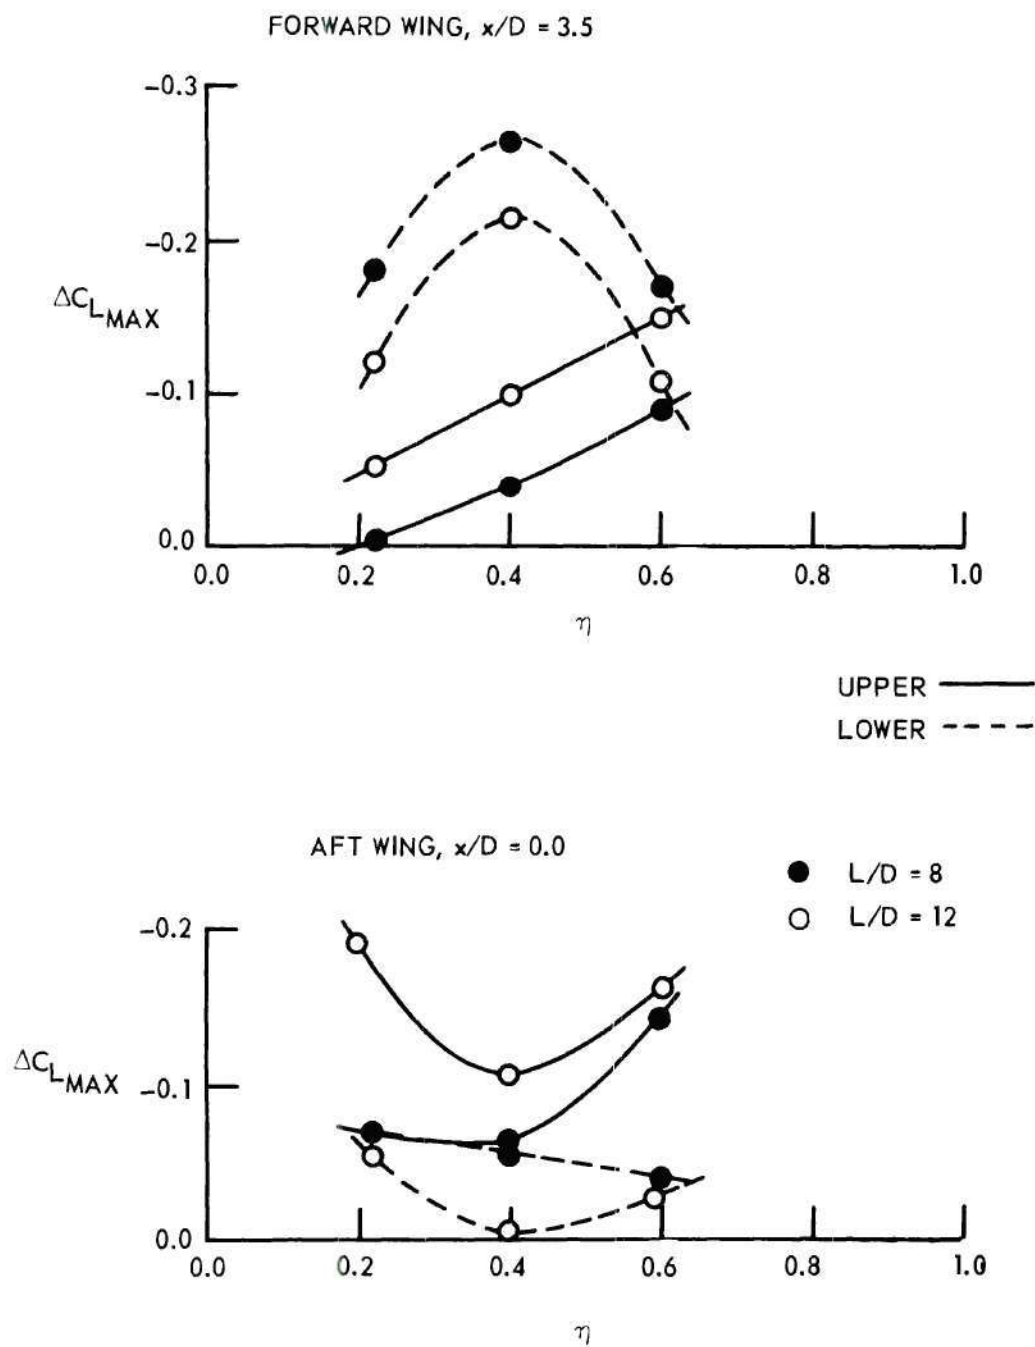 FORWARD WING, x/D = 3.5
-0.3
-0.2
ΔCLMAX
-0.1
0.0
0.0 0.2 0.4 0.6 0.8 1.0
η
UPPER
LOWER
AFT WING, x/D = 0.0
L/D = 8
L/D = 12
-0.2
ΔCLMAX
-0.1
0.0
0.0 0.2 0.4 0.6 0.8 1.0
η